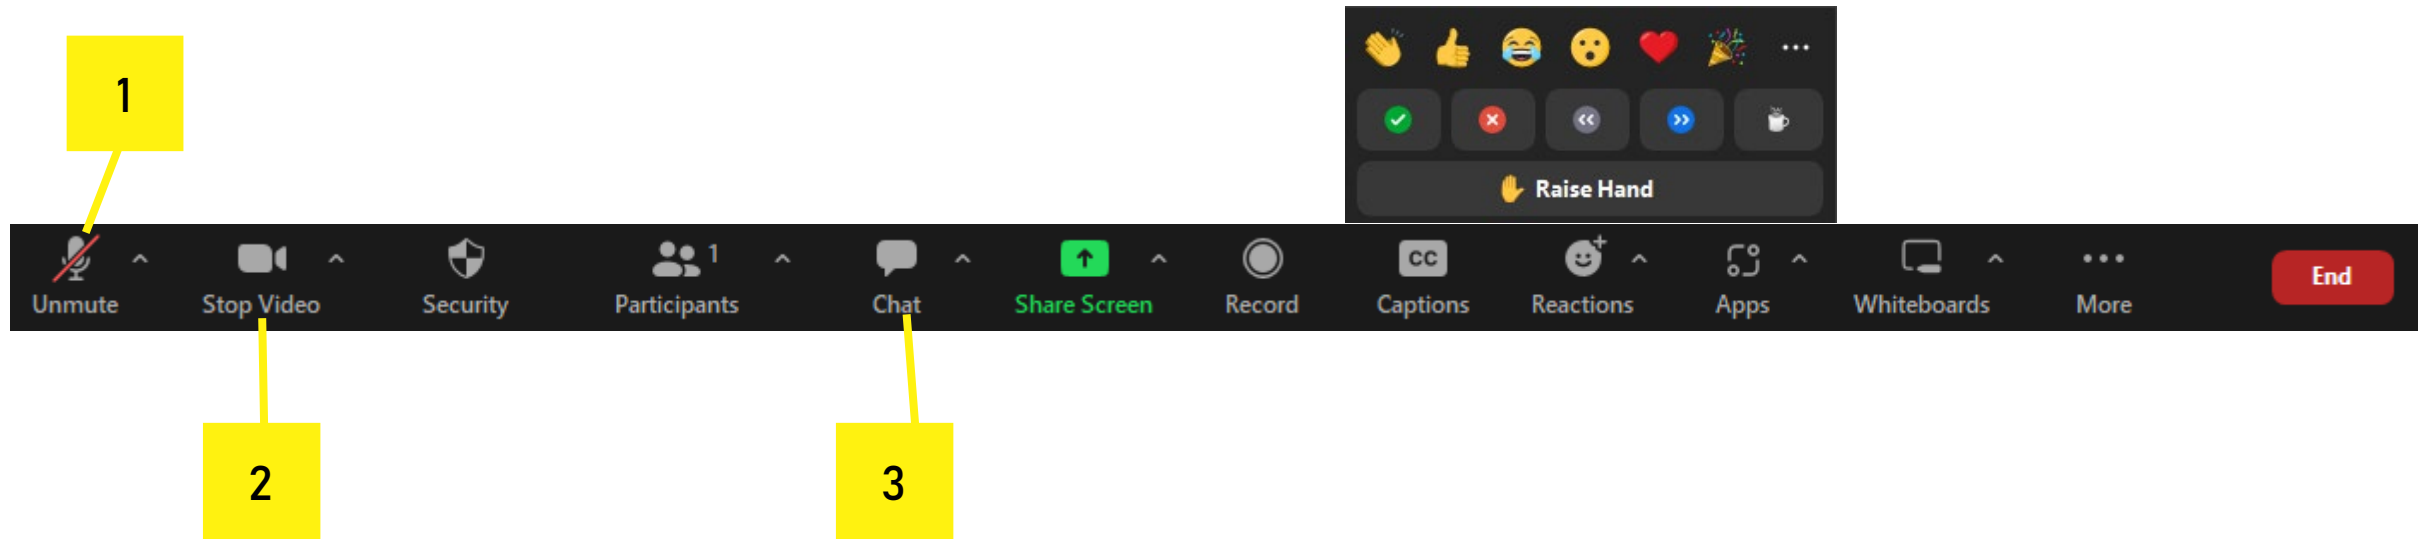 1
Raise Hand
1
Unmute
Stop Video
Security
Participants
Chat
Share Screen
CC
Record
Captions
Reactions
Apps
Whiteboards
More
End
2
3